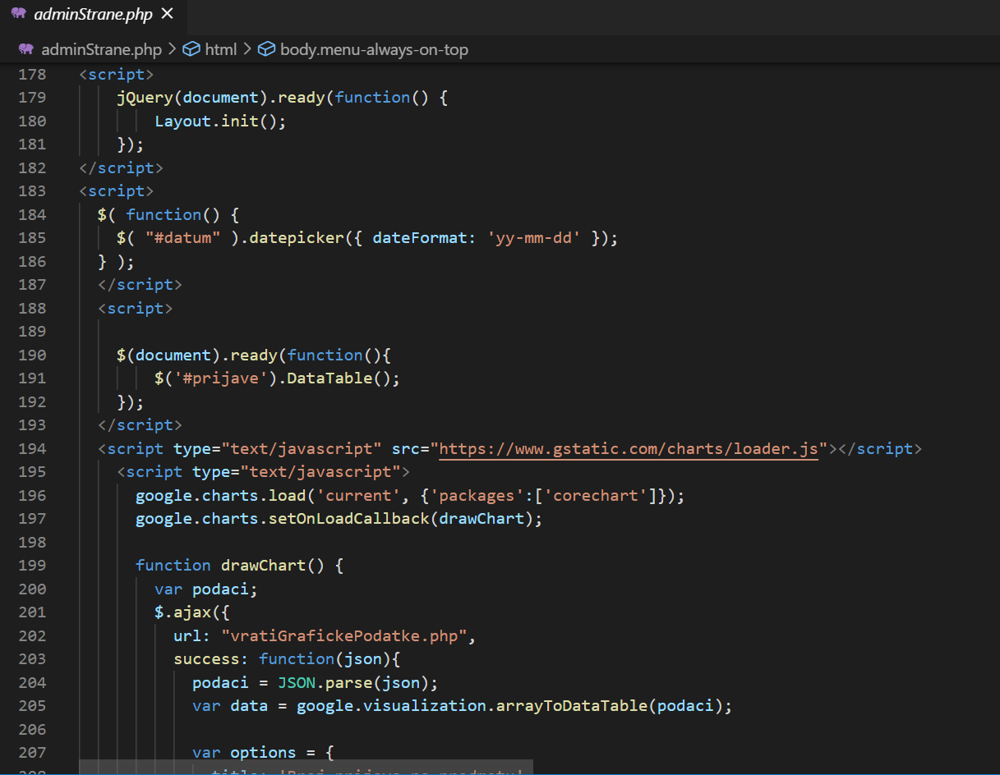 adminStrane.php ×
adminStrane.php > html > body.menu-always-on-top
178 <script>
179 jQuery(document).ready(function() {
180 Layout.init();
181 });
182 </script>
183 <script>
184 $( function() {
185 $( "#datum" ).datepicker({ dateFormat: 'yy-mm-dd' });
186 } );
187 </script>
188 <script>
189
190 $(document).ready(function(){
191 $('#prijave').DataTable();
192 });
193 </script>
194 <script type="text/javascript" src="https://www.gstatic.com/charts/loader.js"></script>
195 <script type="text/javascript">
196 google.charts.load('current', {'packages':['corechart']});
197 google.charts.setOnLoadCallback(drawChart);
198
199 function drawChart() {
200 var podaci;
201 $.ajax({
202 url: "vratiGrafickePodatke.php",
203 success: function(json){
204 podaci = JSON.parse(json);
205 var data = google.visualization.arrayToDataTable(podaci);
206
207 var options = {